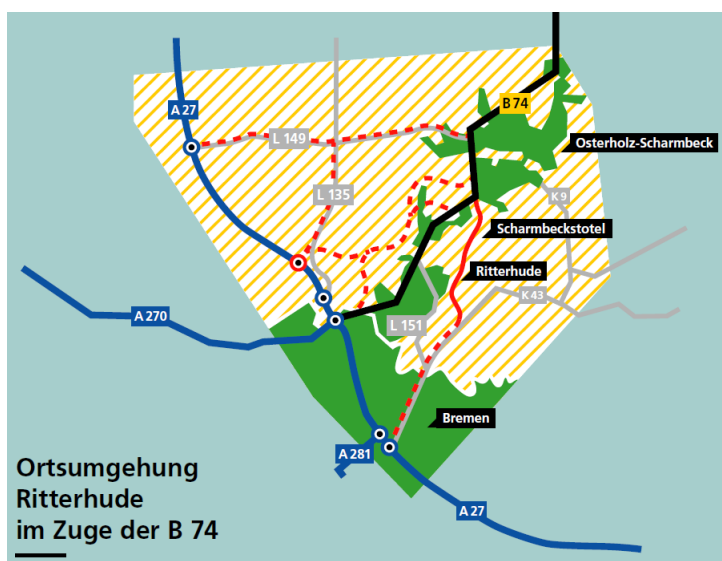 A 27
B 74
L 149
Osterholz-Scharmbeck
L 135
K 9
Scharmbeckstotel
Ritterhude
K 43
A 270
L 151
Bremen
A 281
A 27
Ortsumgehung
Ritterhude
im Zuge der B 74